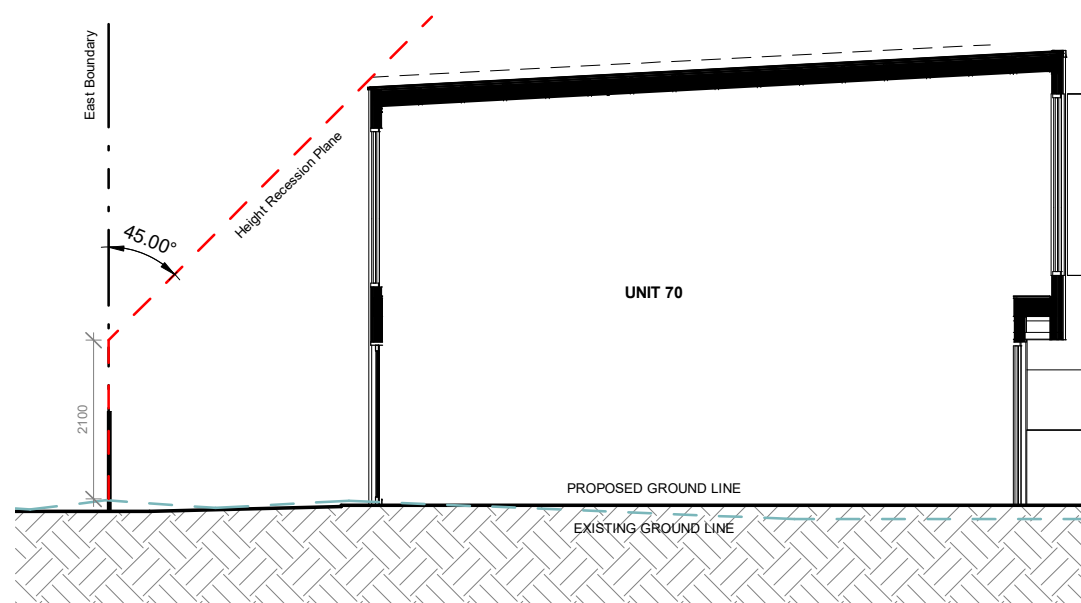 East Boundary
Height Recession Plane
45.00°
UNIT 70
2100
PROPOSED GROUND LINE
EXISTING GROUND LINE